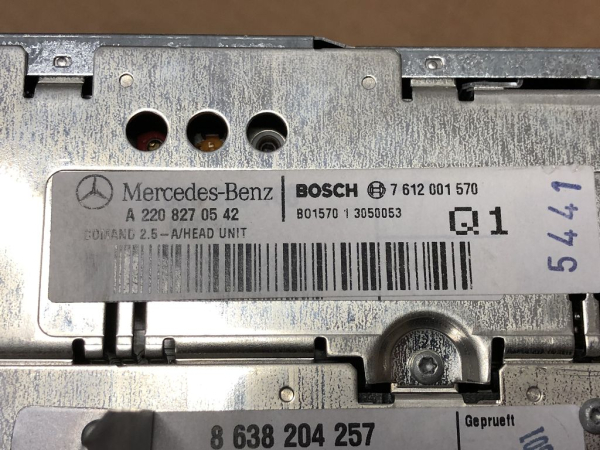 Mercedes-Benz
A 220 827 05 42
COMAND 2.5-A/HEAD UNIT
BOSCH 7 612 001 570
BO1570 1 3050053
Q1
5441
8 638 204 257
Geprueft